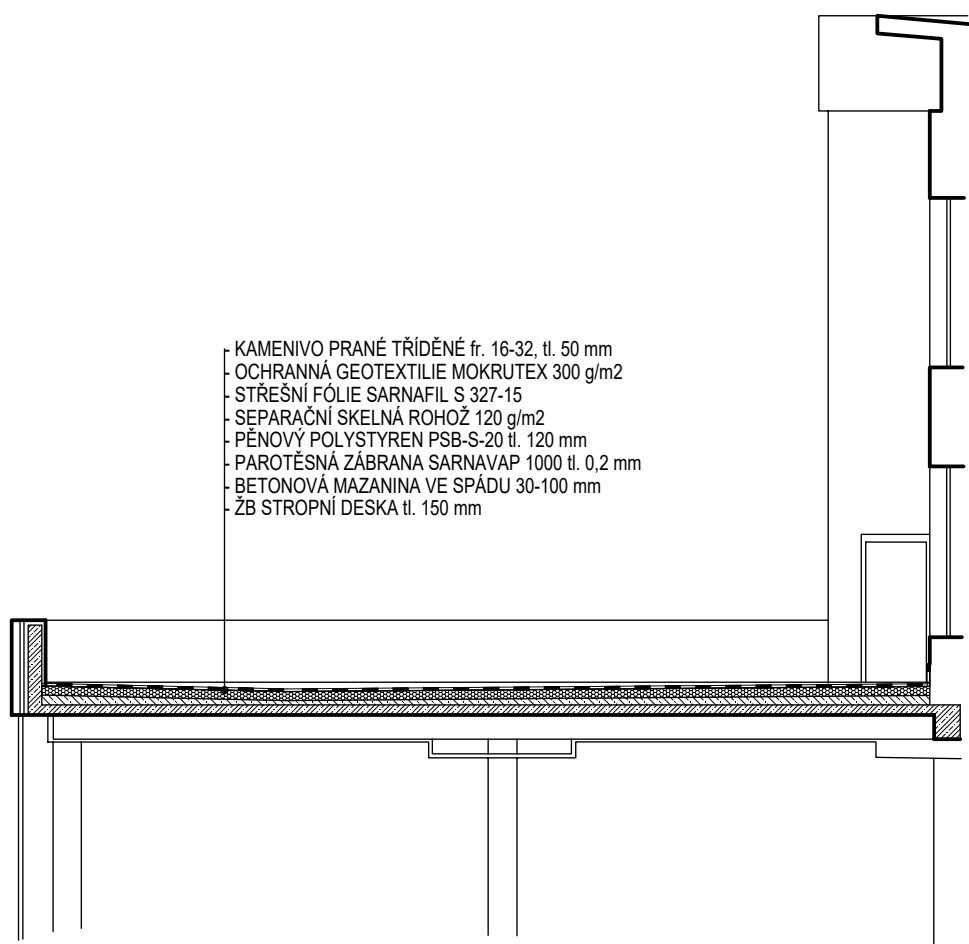 - KAMENIVO PRANÉ TŘÍDĚNÉ fr. 16-32, tl. 50 mm
- OCHRANNÁ GEOTEXTILIE MOKRUTEX 300 g/m2
- STŘEŠNÍ FÓLIE SARNAFIL S 327-15
- SEPARAČNÍ SKELNÁ ROHOŽ 120 g/m2
- PĚNOVÝ POLYSTYREN PSB-S-20 tl. 120 mm
- PAROTĚSNÁ ZÁBRANA SARNAVAP 1000 tl. 0,2 mm
- BETONOVÁ MAZANINA VE SPÁDU 30-100 mm
- ŽB STROPNÍ DESKA tl. 150 mm